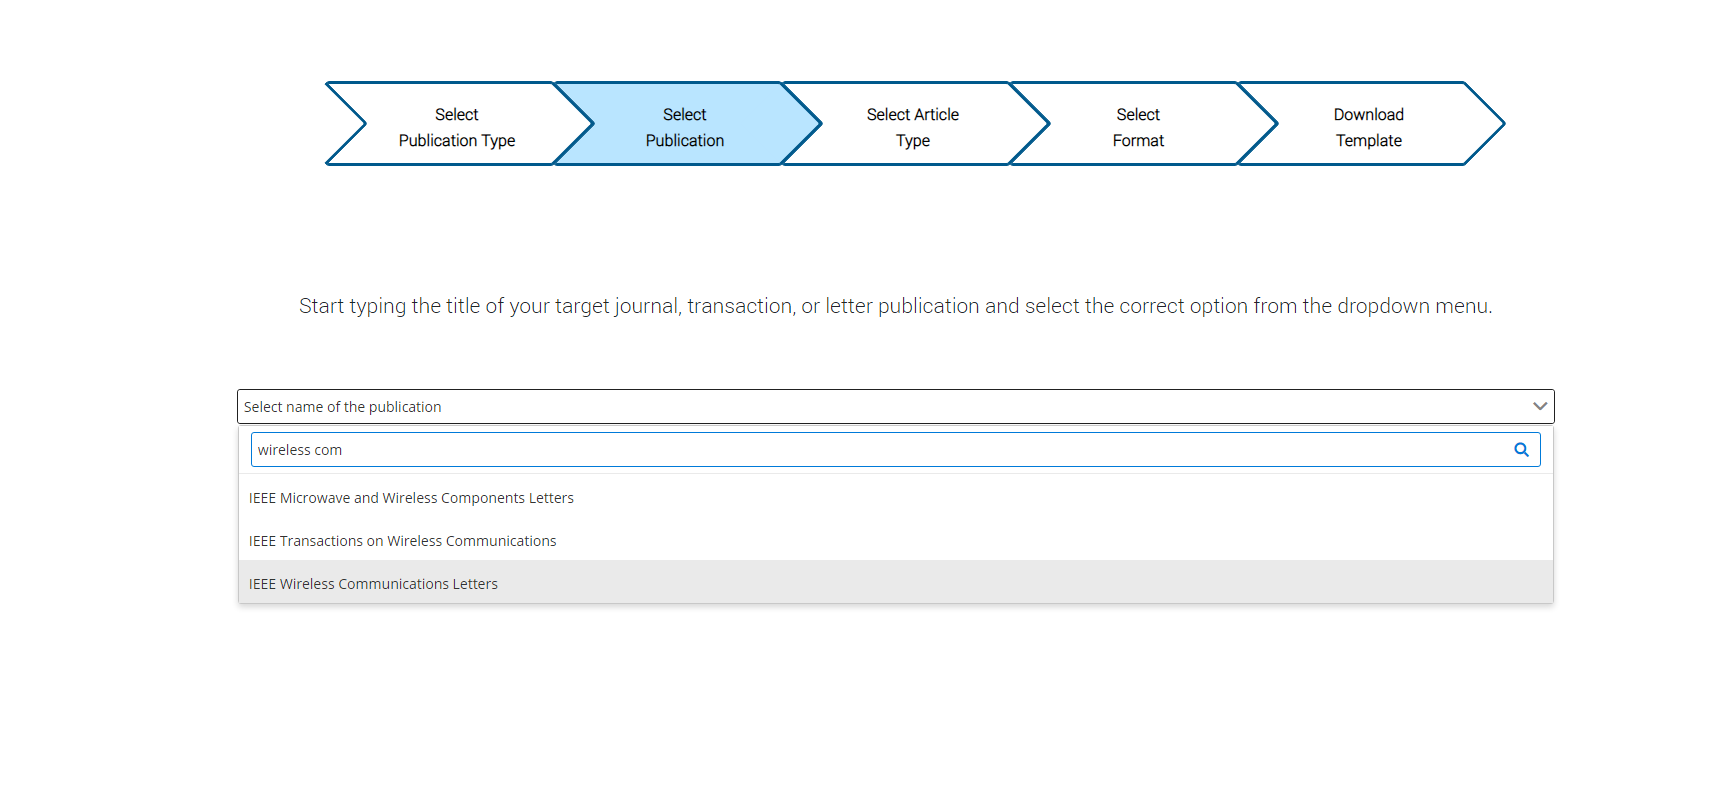 Select
Publication Type
Select
Publication
Select Article
Type
Select
Format
Download
Template
Start typing the title of your target journal, transaction, or letter publication and select the correct option from the dropdown menu.
Select name of the publication
wireless com
IEEE Microwave and Wireless Components Letters
IEEE Transactions on Wireless Communications
IEEE Wireless Communications Letters